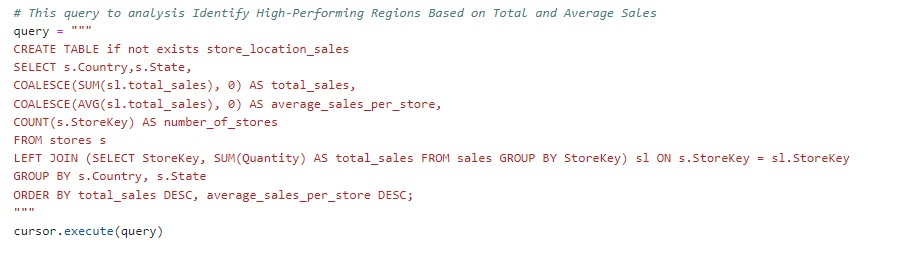 # This query to analysis Identify High-Performing Regions Based on Total and Average Sales
query = """
CREATE TABLE if not exists store_location_sales
SELECT s.Country,s.State,
COALESCE(SUM(sl.total_sales), 0) AS total_sales,
COALESCE(AVG(sl.total_sales), 0) AS average_sales_per_store,
COUNT(s.StoreKey) AS number_of_stores
FROM stores s
LEFT JOIN (SELECT StoreKey, SUM(Quantity) AS total_sales FROM sales GROUP BY StoreKey) sl ON s.StoreKey = sl.StoreKey
GROUP BY s.Country, s.State
ORDER BY total_sales DESC, average_sales_per_store DESC;
"""
cursor.execute(query)